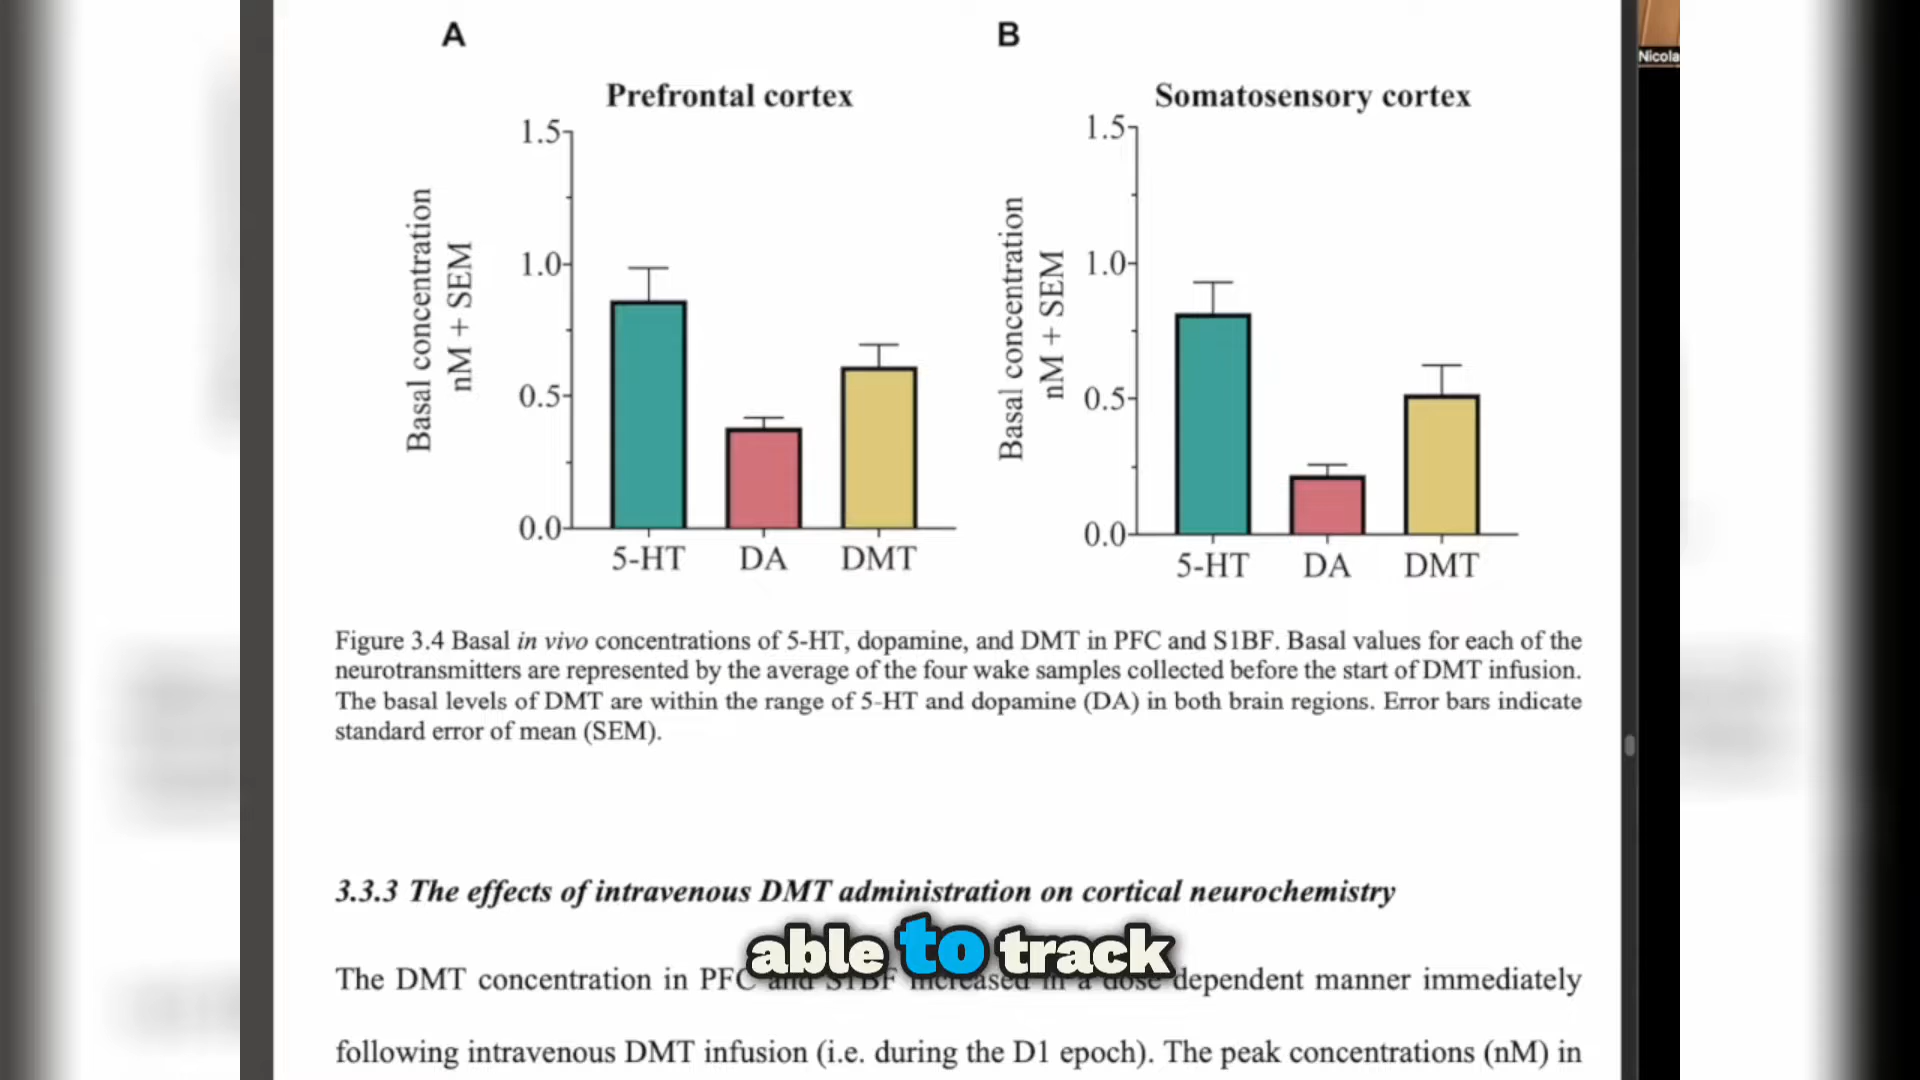 A
B
Nicola
Prefrontal cortex
Somatosensory cortex
1.5
1.0
0.5
0.0
Basal concentration
nM + SEM
5-HT DA DMT
1.5
1.0
0.5
0.0
Basal concentration
nM + SEM
5-HT DA DMT
Figure 3.4 Basal in vivo concentrations of 5-HT, dopamine, and DMT in PFC and S1BF. Basal values for each of the
neurotransmitters are represented by the average of the four wake samples collected before the start of DMT infusion.
The basal levels of DMT are within the range of 5-HT and dopamine (DA) in both brain regions. Error bars indicate
standard error of mean (SEM).
3.3.3 The effects of intravenous DMT administration on cortical neurochemistry
able to track
The DMT concentration in PFC and S1BF increased in a dose dependent manner immediately
following intravenous DMT infusion (i.e. during the D1 epoch). The peak concentrations (nM) in